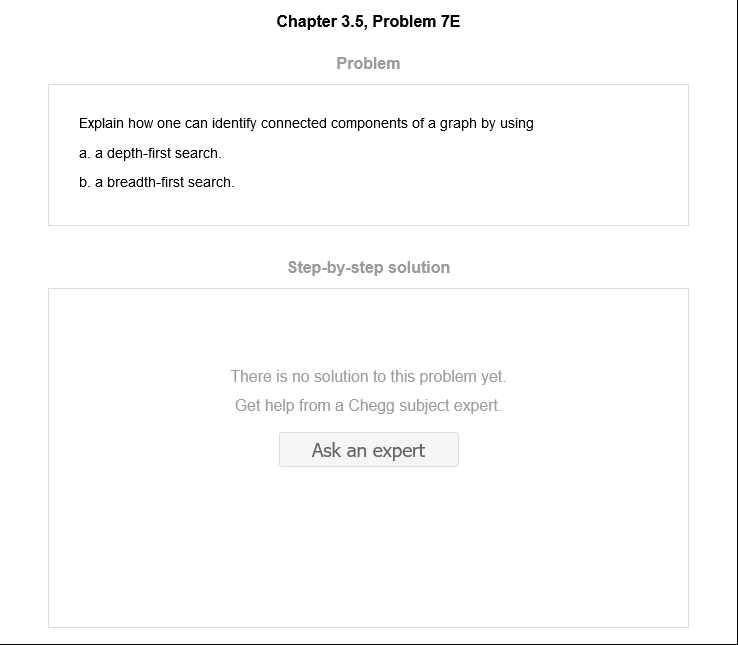 Chapter 3.5, Problem 7E
Problem
Explain how one can identify connected components of a graph by using
a. a depth-first search.
b. a breadth-first search.
Step-by-step solution
There is no solution to this problem yet.
Get help from a Chegg subject expert.
Ask an expert